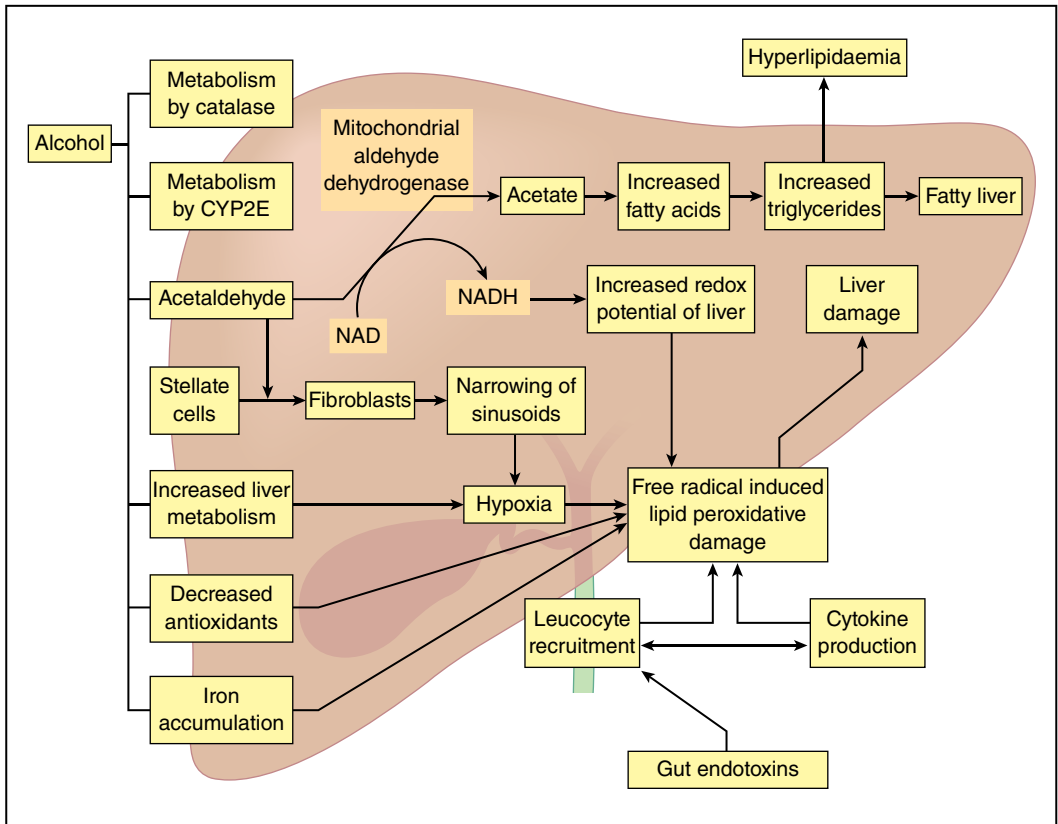 Hyperlipidaemia
Metabolism
by catalase
Alcohol
Mitochondrial
aldehyde
dehydrogenase
Metabolism
by CYP2E
Acetate
Increased
fatty acids
Increased
triglycerides
Fatty liver
Acetaldehyde
NAD
NADH
Increased redox
potential of liver
Liver
damage
Stellate
cells
Fibroblasts
Narrowing of
sinusoids
Increased liver
metabolism
Hypoxia
Free radical induced
lipid peroxidative
damage
Decreased
antioxidants
Leucocyte
recruitment
Cytokine
production
Iron
accumulation
Gut endotoxins